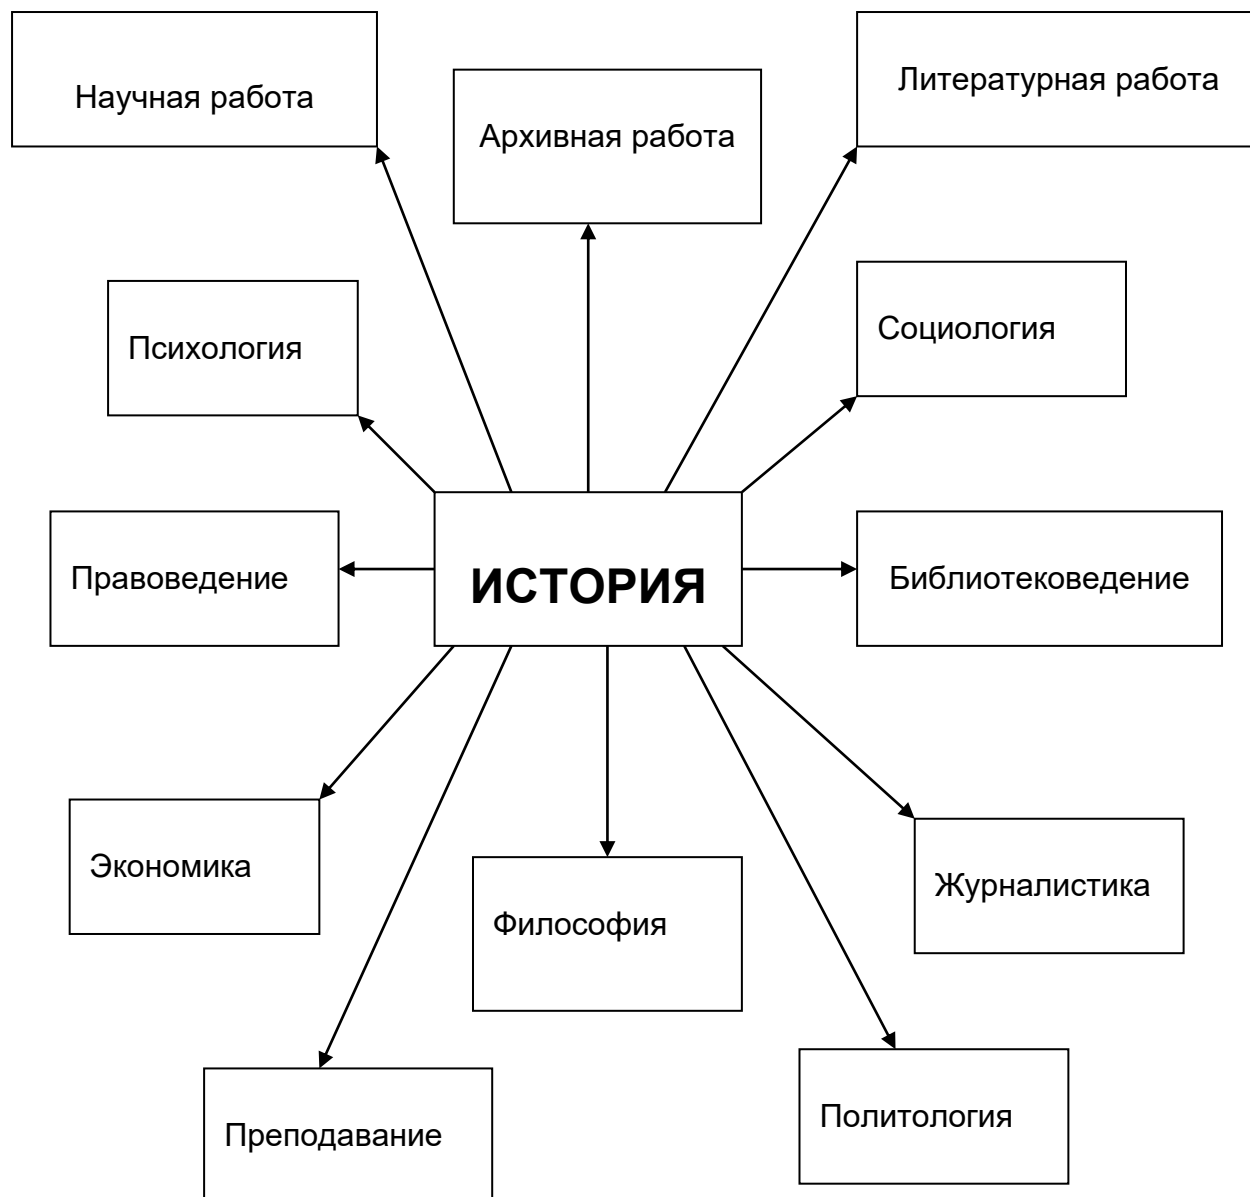 Научная работа
Архивная работа
Литературная работа
Психология
Социология
Правоведение
ИСТОРИЯ
Библиотековедение
Экономика
Философия
Журналистика
Преподавание
Политология